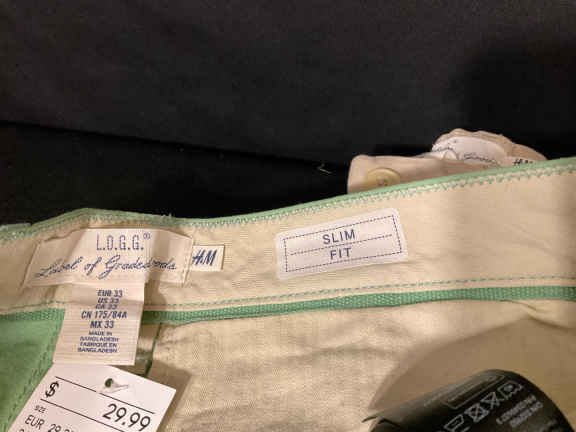 L.O.G.G.
Label of Graded Goods
H&M
SLIM
FIT
EUR 33
US 33
CA 33
CN 175/84A
MX 33
MADE IN
BANGLADESH
FABRIQUÉ EN
BANGLADESH
$
29.99
SIZE
EUR